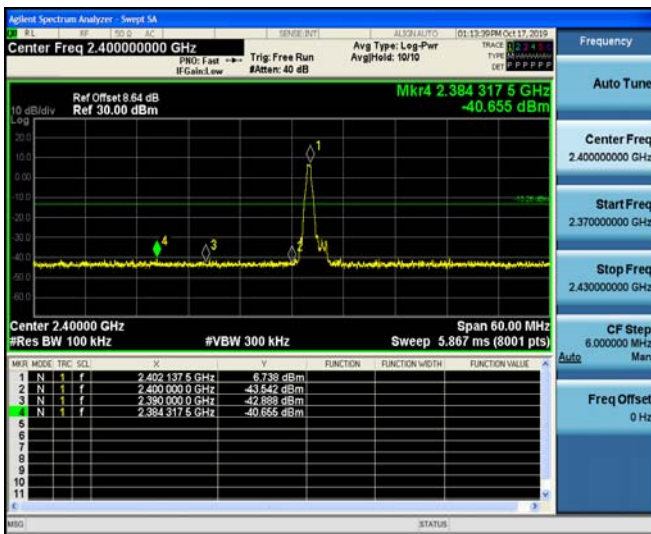 Agilent Spectrum Analyzer - Swept SA
RL RF 50 Ω AC SENSE:INT ALIGN AUTO 01:13:39 PM Oct 17, 2019
Center Freq 2.400000000 GHz
PNO: Fast
IFGain:Low
Trig: Free Run
#Atten: 40 dB
Avg Type: Log-Pwr
Avg|Hold: 10/10
TRACE 1 2 3 4 5 6
TYPE M
DET P P P P P P
Ref Offset 8.64 dB
10 dB/div Ref 30.00 dBm
Log
Mkr4 2.384 317 5 GHz
-40.655 dBm
20.0
10.0
0.00
-10.0
-20.0
-30.0
-40.0
-50.0
-60.0
1
2
3
4
Center 2.40000 GHz Span 60.00 MHz
#Res BW 100 kHz #VBW 300 kHz Sweep 5.867 ms (8001 pts)
MKR MODE TRC SCL X Y FUNCTION FUNCTION WIDTH FUNCTION VALUE
1 N 1 f 2.402 137 5 GHz 6.738 dBm
2 N 1 f 2.400 000 0 GHz -43.542 dBm
3 N 1 f 2.390 000 0 GHz -42.888 dBm
4 N 1 f 2.384 317 5 GHz -40.655 dBm
5
6
7
8
9
10
11
MSG STATUS
Frequency
Auto Tune
Center Freq
2.400000000 GHz
Start Freq
2.370000000 GHz
Stop Freq
2.430000000 GHz
CF Step
6.000000 MHz
Auto Man
Freq Offset
0 Hz